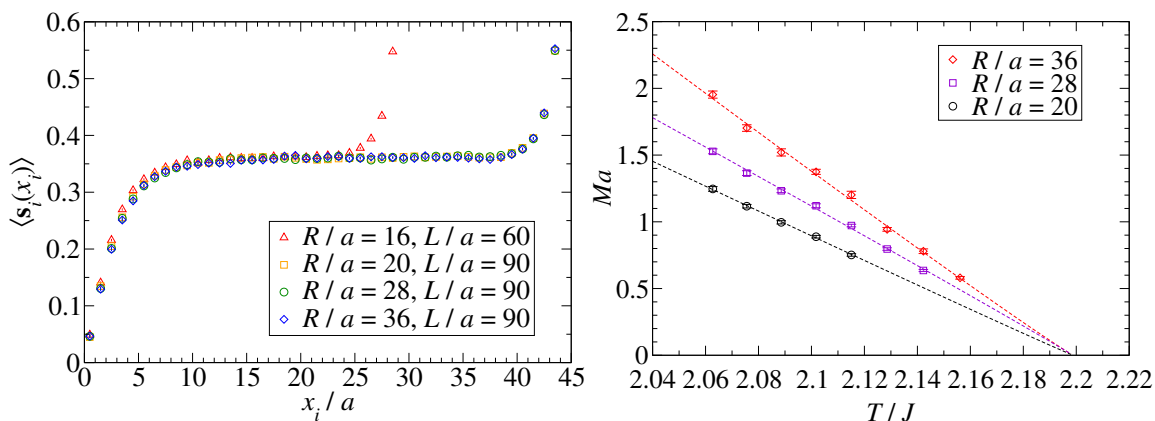 0.6
0.5
0.4
0.3
0.2
0.1
0
⟨s_i(x_i)⟩
R / a = 16, L / a = 60
R / a = 20, L / a = 90
R / a = 28, L / a = 90
R / a = 36, L / a = 90
0 5 10 15 20 25 30 35 40 45
x_i / a
2.5
2
1.5
1
0.5
0
Ma
R / a = 36
R / a = 28
R / a = 20
2.04 2.06 2.08 2.1 2.12 2.14 2.16 2.18 2.2 2.22
T / J